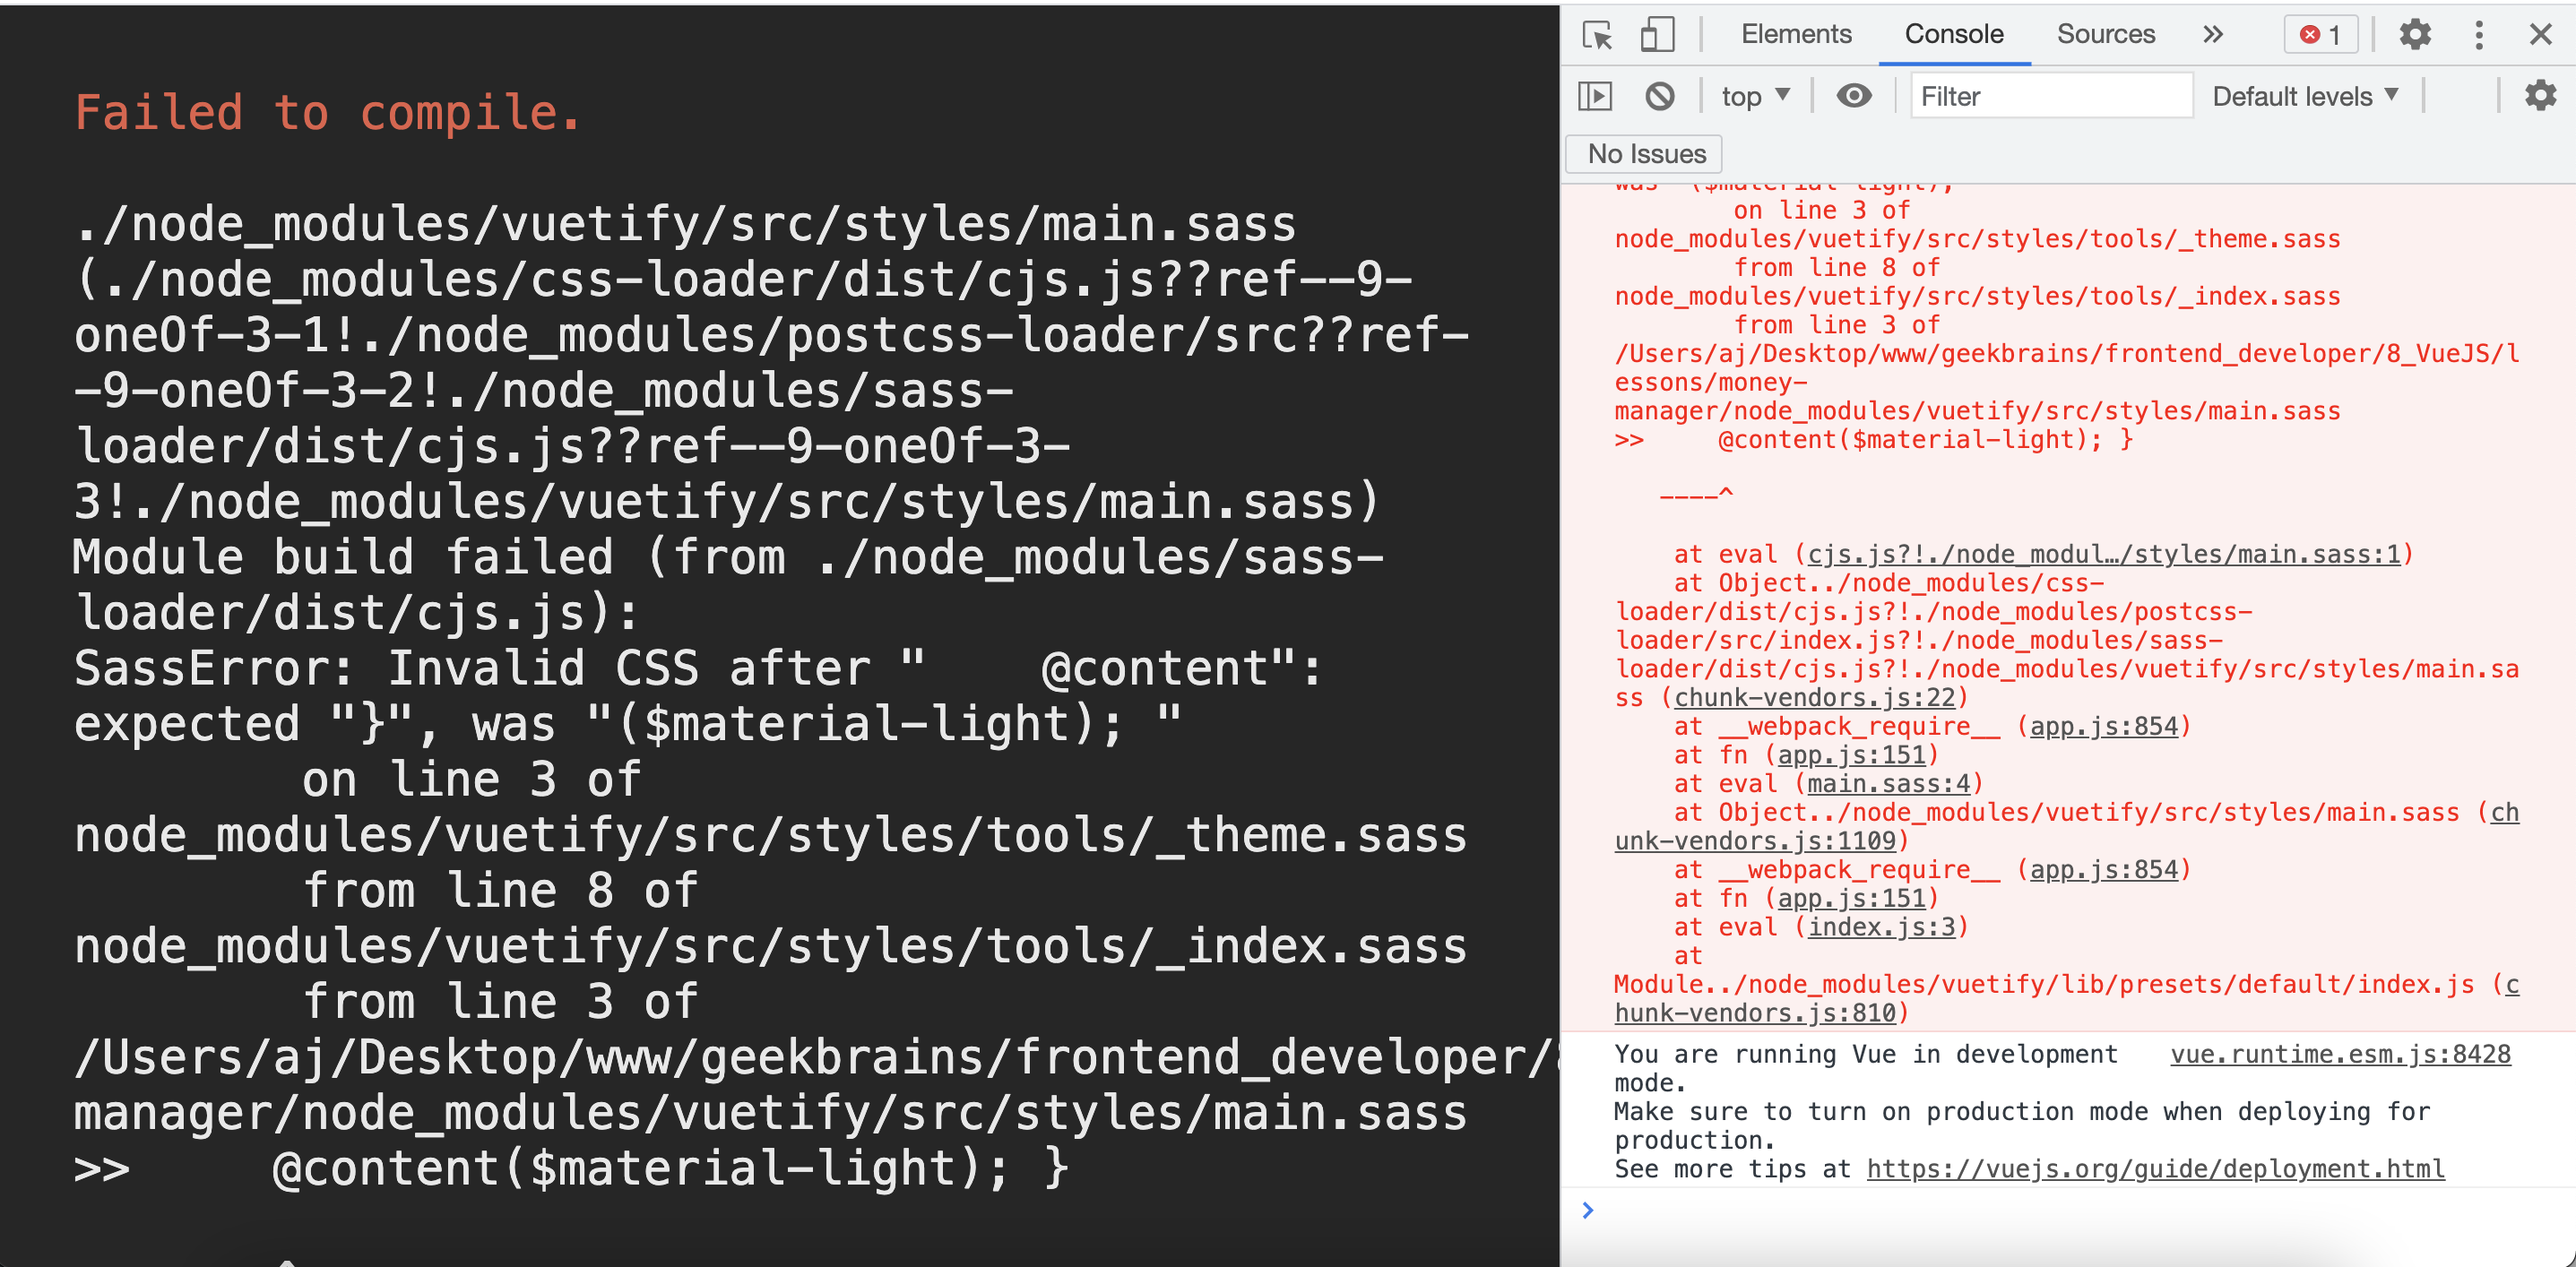 Failed to compile.
./node_modules/vuetify/src/styles/main.sass
(./node_modules/css-loader/dist/cjs.js??ref--9-
oneOf-3-1!./node_modules/postcss-loader/src??ref-
-9-oneOf-3-2!./node_modules/sass-
loader/dist/cjs.js??ref--9-oneOf-3-
3!./node_modules/vuetify/src/styles/main.sass)
Module build failed (from ./node_modules/sass-
loader/dist/cjs.js):
SassError: Invalid CSS after "    @content":
expected "}", was "($material-light); "
        on line 3 of
node_modules/vuetify/src/styles/tools/_theme.sass
        from line 8 of
node_modules/vuetify/src/styles/tools/_index.sass
        from line 3 of
/Users/aj/Desktop/www/geekbrains/frontend_developer/
manager/node_modules/vuetify/src/styles/main.sass
>>     @content($material-light); }
Elements Console Sources 1
top Filter Default levels
No Issues
was "($material-light);
        on line 3 of
node_modules/vuetify/src/styles/tools/_theme.sass
        from line 8 of
node_modules/vuetify/src/styles/tools/_index.sass
        from line 3 of
/Users/aj/Desktop/www/geekbrains/frontend_developer/8_VueJS/l
essons/money-
manager/node_modules/vuetify/src/styles/main.sass
>>     @content($material-light); }
   ----^
    at eval (cjs.js?!./node_modul…/styles/main.sass:1)
    at Object../node_modules/css-
loader/dist/cjs.js?!./node_modules/postcss-
loader/src/index.js?!./node_modules/sass-
loader/dist/cjs.js?!./node_modules/vuetify/src/styles/main.sa
ss (chunk-vendors.js:22)
    at __webpack_require__ (app.js:854)
    at fn (app.js:151)
    at eval (main.sass:4)
    at Object../node_modules/vuetify/src/styles/main.sass (ch
unk-vendors.js:1109)
    at __webpack_require__ (app.js:854)
    at fn (app.js:151)
    at eval (index.js:3)
    at
Module../node_modules/vuetify/lib/presets/default/index.js (c
hunk-vendors.js:810)
You are running Vue in development vue.runtime.esm.js:8428
mode.
Make sure to turn on production mode when deploying for
production.
See more tips at https://vuejs.org/guide/deployment.html